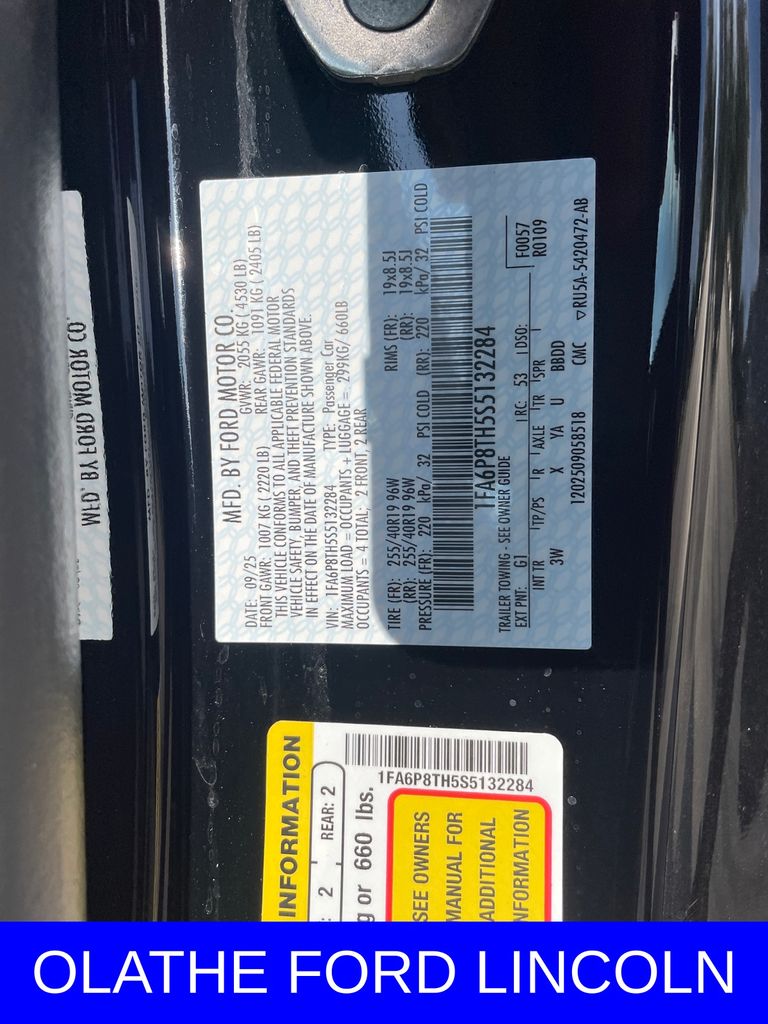 MFD. BY FORD MOTOR CO.
MFD. BY FORD MOTOR CO.
DATE: 09/25 GVWR: 2055 KG ( 4530 LB)
FRONT GAWR: 1007 KG ( 2220 LB) REAR GAWR: 1091 KG ( 2405 LB)
THIS VEHICLE CONFORMS TO ALL APPLICABLE FEDERAL MOTOR
VEHICLE SAFETY, BUMPER, AND THEFT PREVENTION STANDARDS
IN EFFECT ON THE DATE OF MANUFACTURE SHOWN ABOVE.
VIN: 1FA6P8TH5S5132284 TYPE: Passenger Car
MAXIMUM LOAD = OCCUPANTS + LUGGAGE = 299KG/ 660LB
OCCUPANTS = 4 TOTAL; 2 FRONT, 2 REAR
TIRE (FR): 255/40R19 96W RIMS (FR): 19x8.5J
(RR): 255/40R19 96W (RR): 19x8.5J
PRESSURE (FR): 220 kPa/ 32 PSI COLD (RR): 220 kPa/ 32 PSI COLD
1FA6P8TH5S5132284
TRAILER TOWING - SEE OWNER GUIDE F0057
EXT PNT: G1 RC: 53 DSO: R0109
INT TR TP/PS R AXLE TR SPR
3W X YA U BBDD
1202509058518 CMC ▽RU5A-5420472-AB
INFORMATION
: 2 REAR: 2
g or 660 lbs.
1FA6P8TH5S5132284
SEE OWNERS
MANUAL FOR
ADDITIONAL
INFORMATION
OLATHE FORD LINCOLN